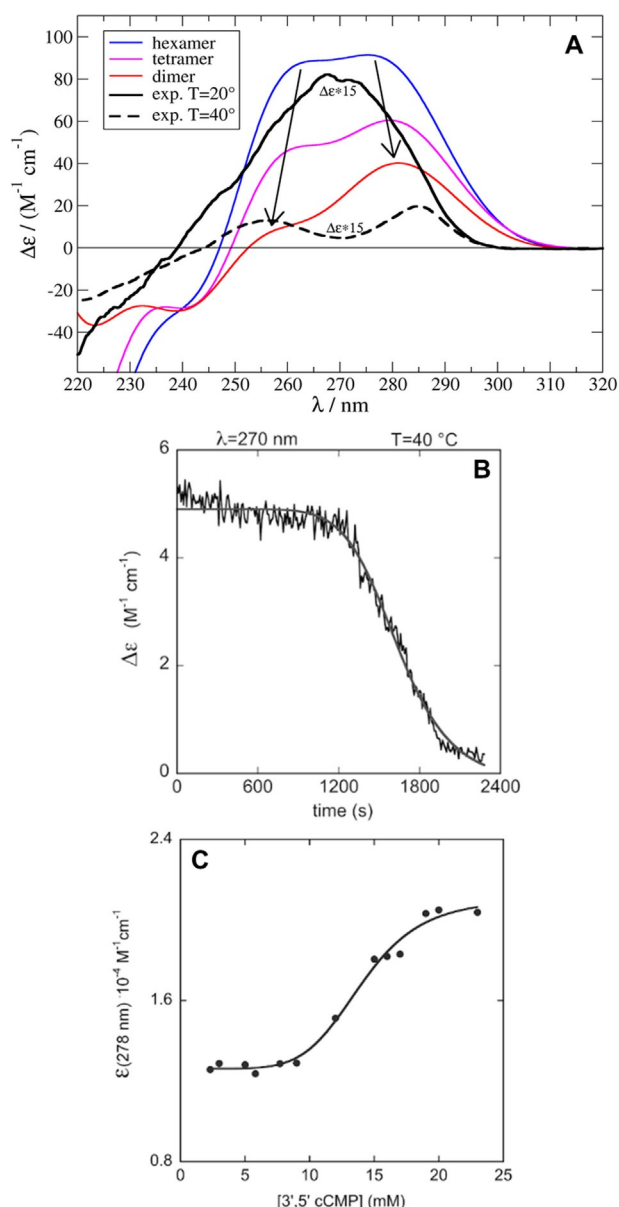 A
hexamer
tetramer
dimer
exp. T=20°
exp. T=40°
Δε*15
Δε*15
100
80
60
40
20
0
-20
-40
Δε / (M⁻¹ cm⁻¹)
220 230 240 250 260 270 280 290 300 310 320
λ / nm
λ=270 nm T=40 °C
B
6
4
2
0
Δε (M⁻¹ cm⁻¹)
0 600 1200 1800 2400
time (s)
C
2.4
1.6
0.8
ε(278 nm) ·10⁻⁴ M⁻¹cm⁻¹
0 5 10 15 20 25
[3',5' cCMP] (mM)